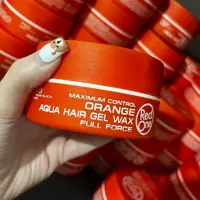 MAXIMUM CONTROL
ORANGE
AQUA HAIR GEL WAX
FULL FORCE
Red
One